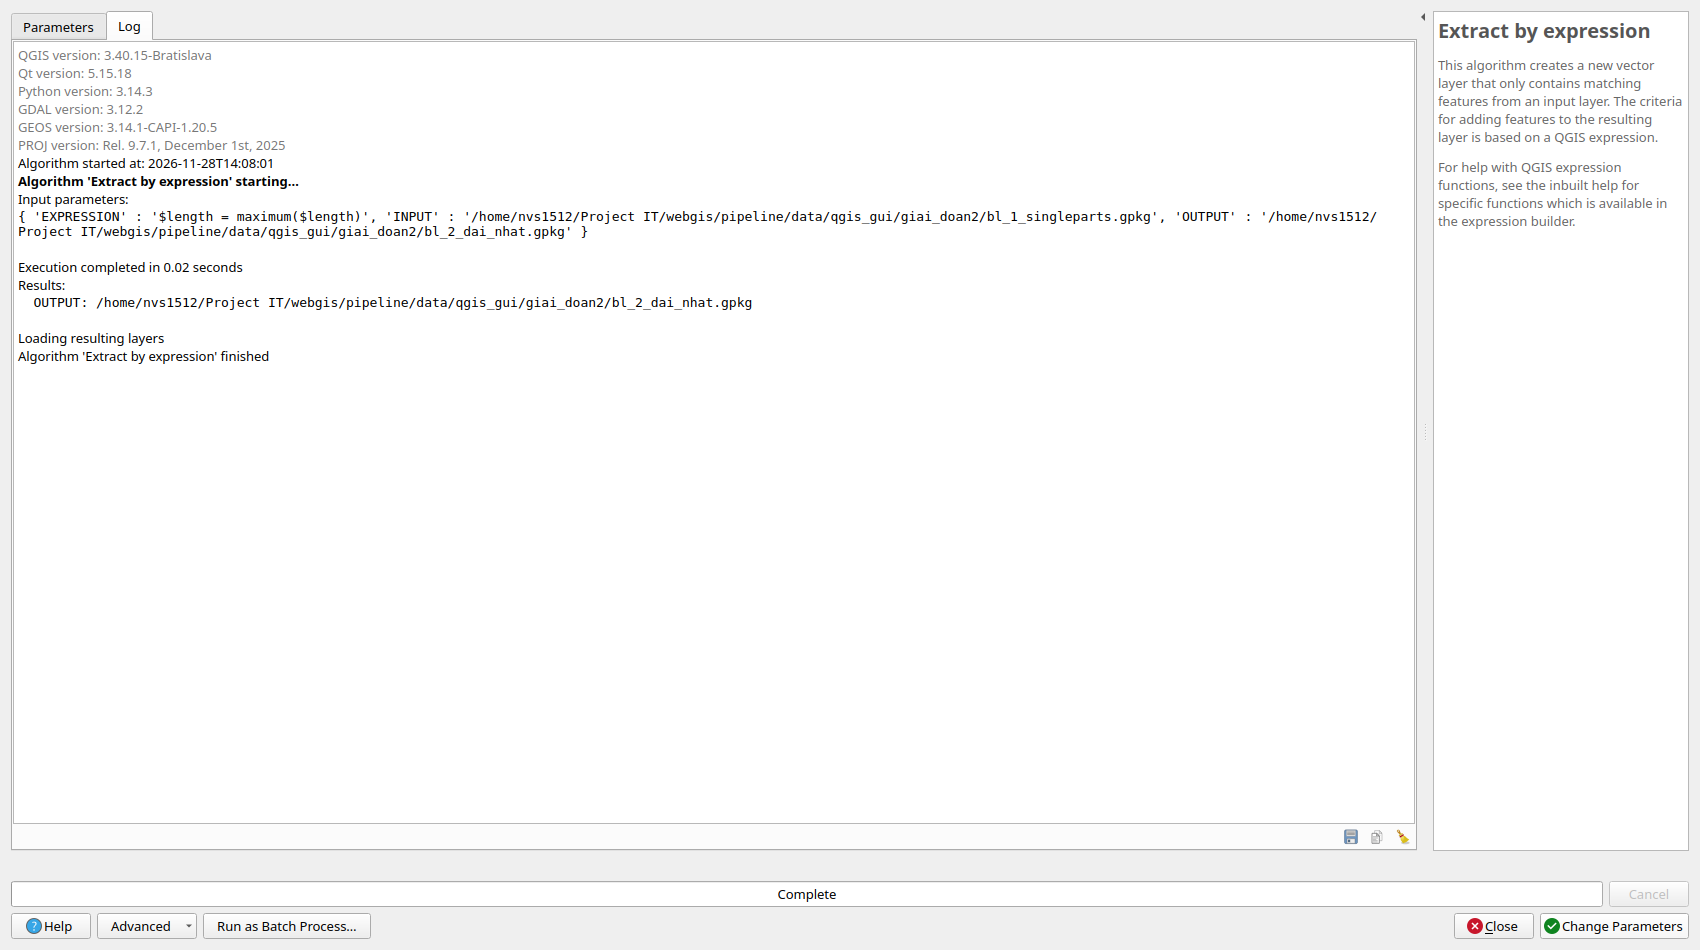 Parameters
Log
QGIS version: 3.40.15-Bratislava
Qt version: 5.15.18
Python version: 3.14.3
GDAL version: 3.12.2
GEOS version: 3.14.1-CAPI-1.20.5
PROJ version: Rel. 9.7.1, December 1st, 2025
Algorithm started at: 2026-11-28T14:08:01
Algorithm 'Extract by expression' starting...
Input parameters:
{ 'EXPRESSION' : '$length = maximum($length)', 'INPUT' : '/home/nvs1512/Project IT/webgis/pipeline/data/qgis_gui/giai_doan2/bl_1_singleparts.gpkg', 'OUTPUT' : '/home/nvs1512/
Project IT/webgis/pipeline/data/qgis_gui/giai_doan2/bl_2_dai_nhat.gpkg' }
Execution completed in 0.02 seconds
Results:
OUTPUT: /home/nvs1512/Project IT/webgis/pipeline/data/qgis_gui/giai_doan2/bl_2_dai_nhat.gpkg
Loading resulting layers
Algorithm 'Extract by expression' finished
Extract by expression
This algorithm creates a new vector
layer that only contains matching
features from an input layer. The criteria
for adding features to the resulting
layer is based on a QGIS expression.
For help with QGIS expression
functions, see the inbuilt help for
specific functions which is available in
the expression builder.
Complete
Cancel
Help
Advanced
Run as Batch Process...
Close
Change Parameters